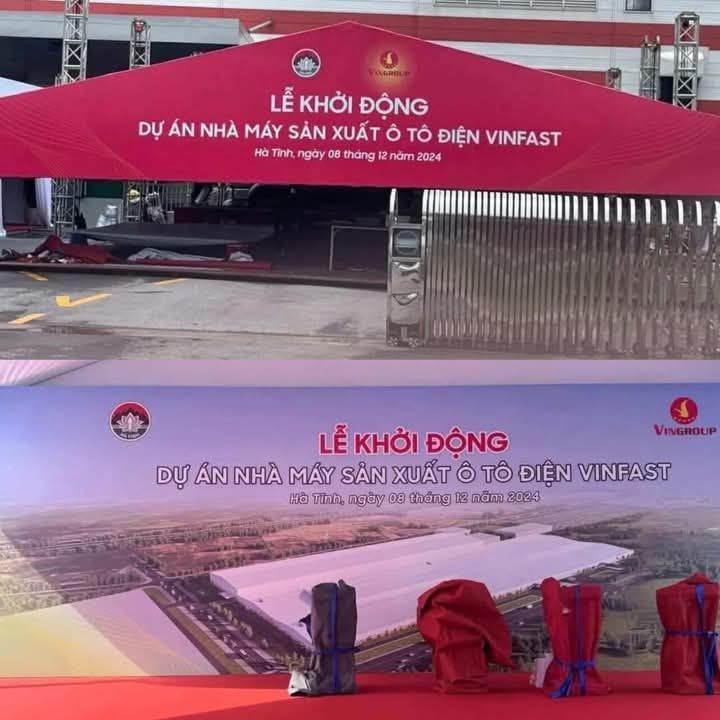 VINGROUP
LỄ KHỞI ĐỘNG
DỰ ÁN NHÀ MÁY SẢN XUẤT Ô TÔ ĐIỆN VINFAST
Hà Tĩnh, ngày 08 tháng 12 năm 2024
HÀ TĨNH
VINGROUP
LỄ KHỞI ĐỘNG
DỰ ÁN NHÀ MÁY SẢN XUẤT Ô TÔ ĐIỆN VINFAST
Hà Tĩnh, ngày 08 tháng 12 năm 2024